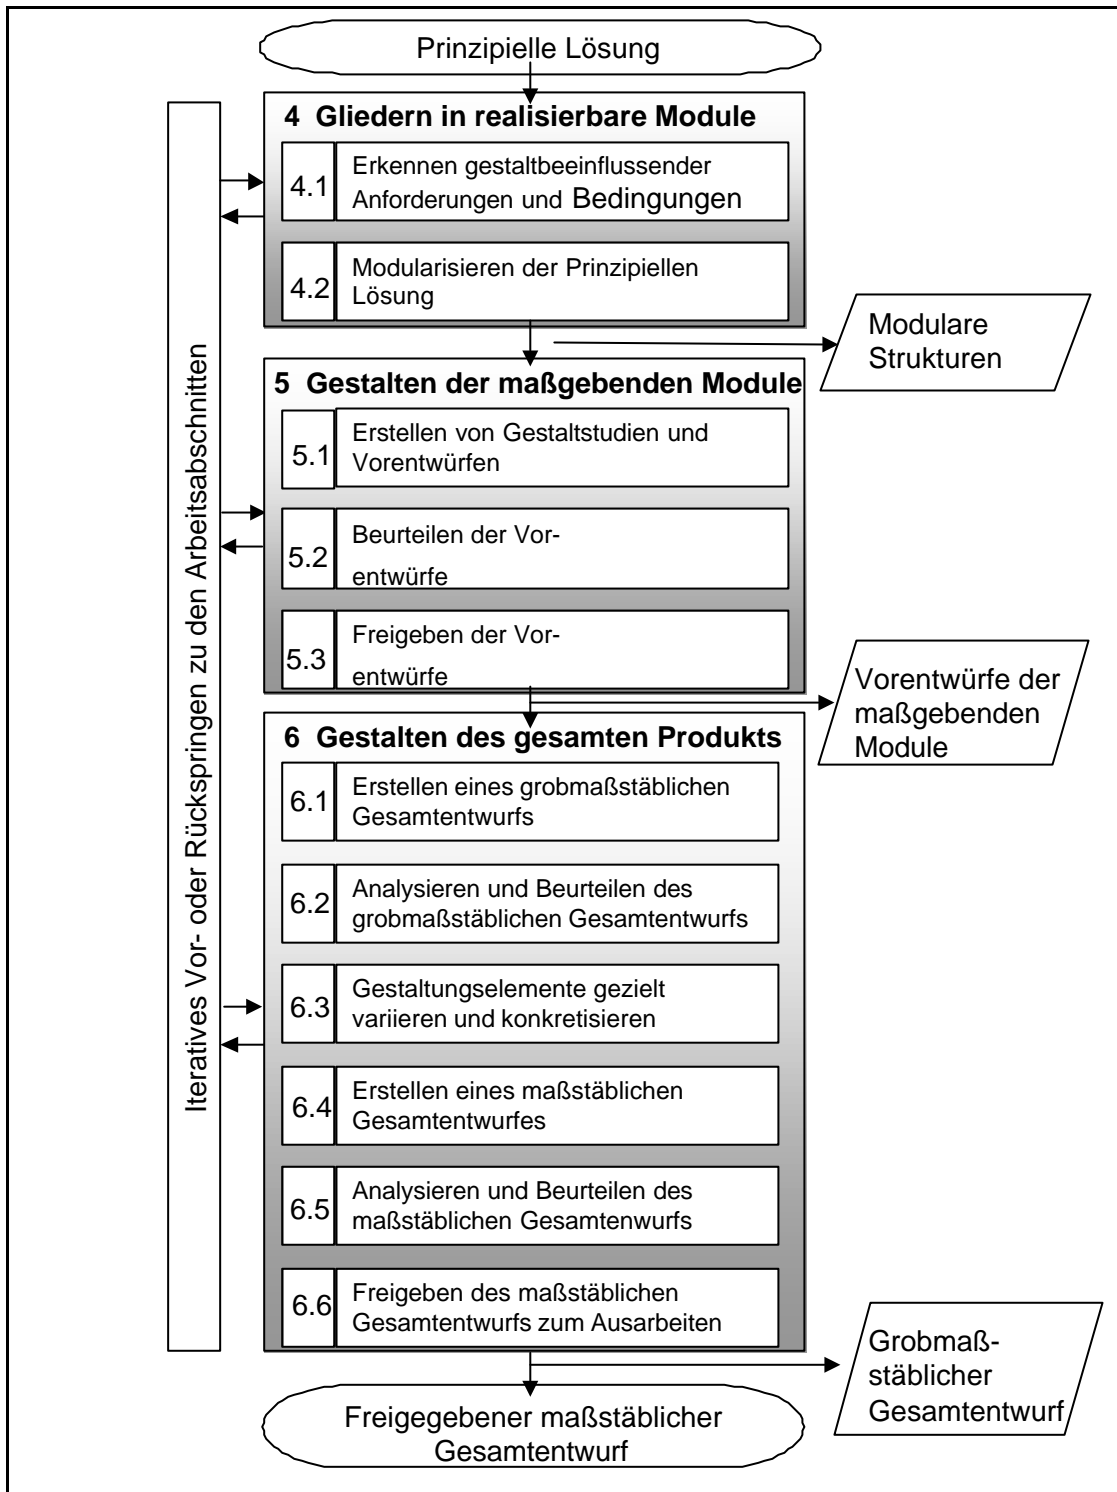 Prinzipielle Lösung
4 Gliedern in realisierbare Module
4.1 Erkennen gestaltbeeinflussender
Anforderungen und Bedingungen
4.2 Modularisieren der Prinzipiellen
Lösung
Modulare
Strukturen
5 Gestalten der maßgebenden Module
5.1 Erstellen von Gestaltstudien und
Vorentwürfen
5.2 Beurteilen der Vor-
entwürfe
5.3 Freigeben der Vor-
entwürfe
Vorentwürfe der
maßgebenden
Module
6 Gestalten des gesamten Produkts
6.1 Erstellen eines grobmaßstäblichen
Gesamtentwurfs
6.2 Analysieren und Beurteilen des
grobmaßstäblichen Gesamtentwurfs
6.3 Gestaltungselemente gezielt
variieren und konkretisieren
6.4 Erstellen eines maßstäblichen
Gesamtentwurfes
6.5 Analysieren und Beurteilen des
maßstäblichen Gesamtenwurfs
6.6 Freigeben des maßstäblichen
Gesamtentwurfs zum Ausarbeiten
Grobmaß-
stäblicher
Gesamtentwurf
Freigegebener maßstäblicher
Gesamtentwurf
Iteratives Vor- oder Rückspringen zu den Arbeitsabschnitten